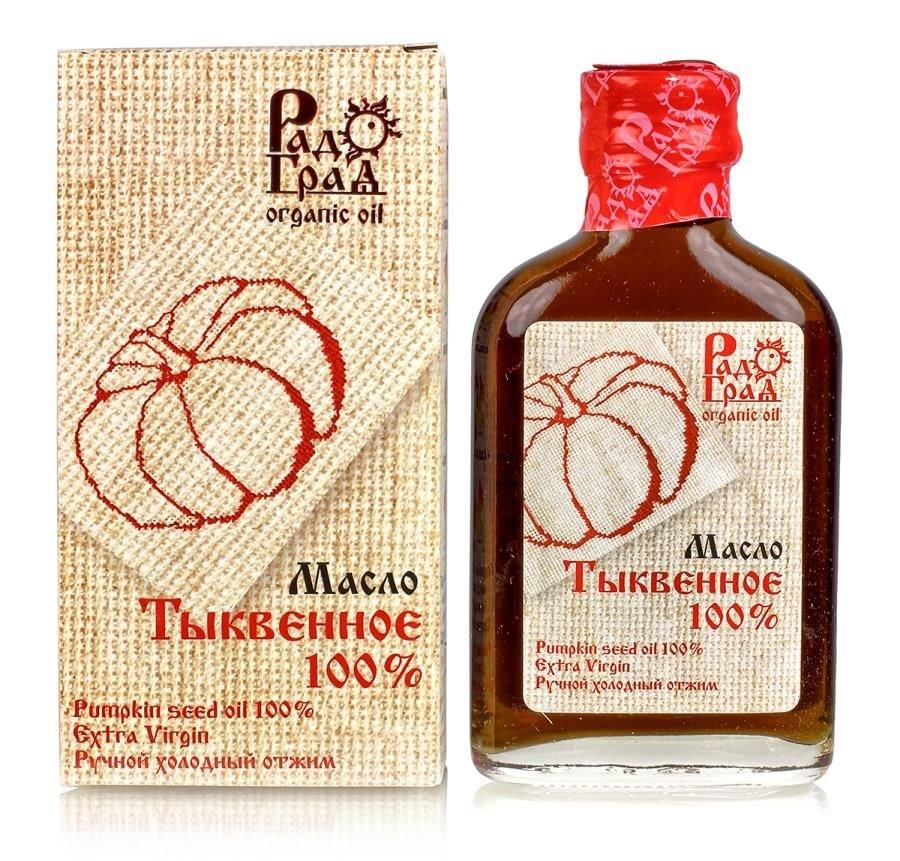 РадО
ГраД
organic oil
Масло
Тыквенное
100%
Pumpkin seed oil 100%
Extra Virgin
Ручной холодный отжим
РадО
ГраД
organic oil
Масло
Тыквенное
100%
Pumpkin seed oil 100%
Extra Virgin
Ручной холодный отжим